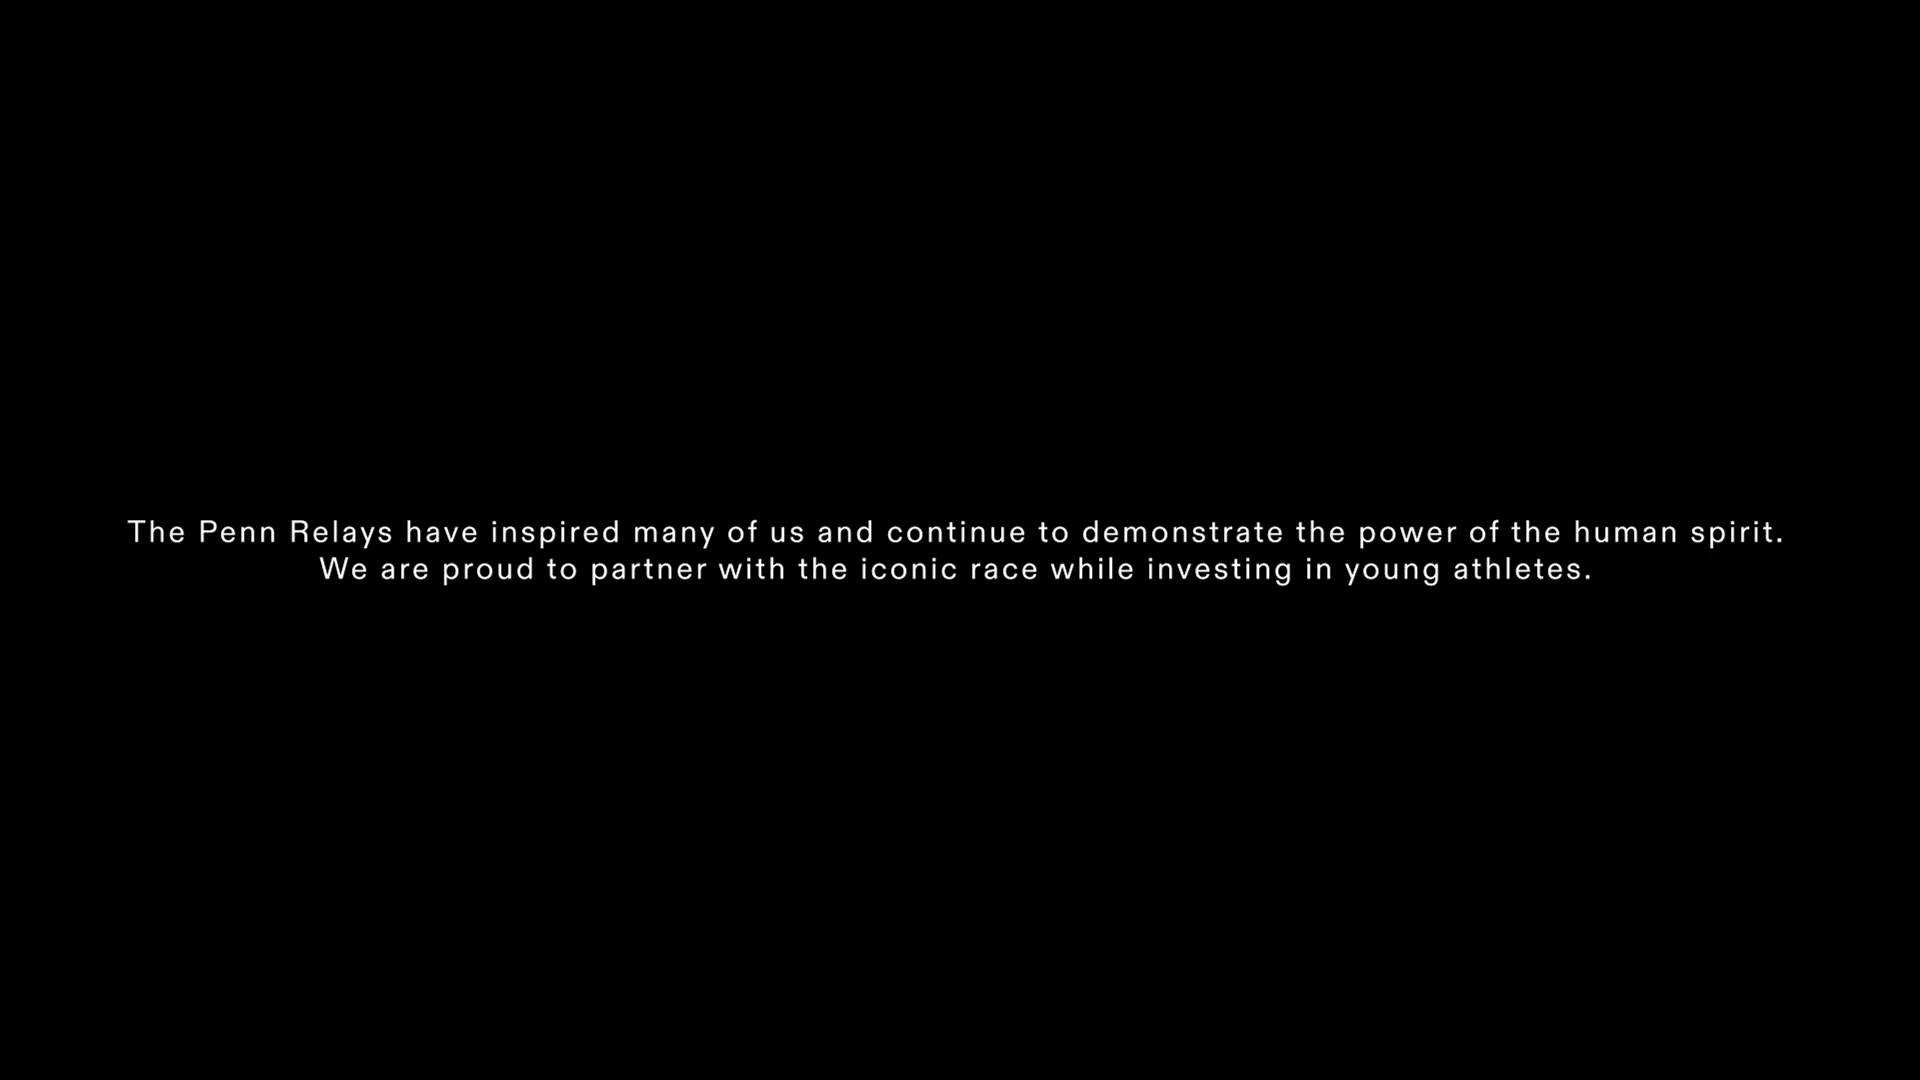 The Penn Relays have inspired many of us and continue to demonstrate the power of the human spirit.
We are proud to partner with the iconic race while investing in young athletes.